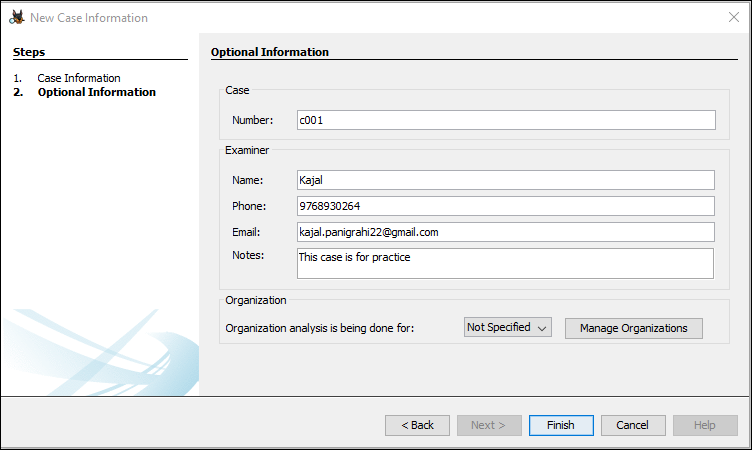 New Case Information
Steps
1. Case Information
2. Optional Information
Optional Information
Case
Number: c001
Examiner
Name: Kajal
Phone: 9768930264
Email: kajal.panigrahi22@gmail.com
Notes: This case is for practice
Organization
Organization analysis is being done for: Not Specified Manage Organizations
< Back Next > Finish Cancel Help